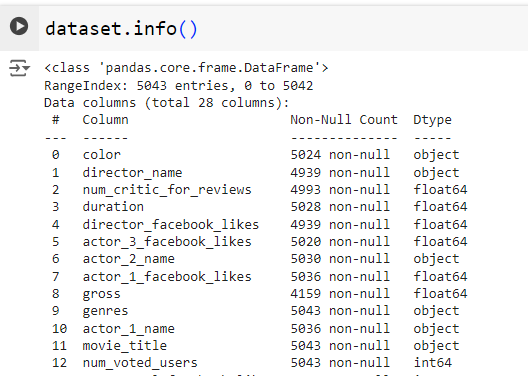 dataset.info()
<class 'pandas.core.frame.DataFrame'>
RangeIndex: 5043 entries, 0 to 5042
Data columns (total 28 columns):
 #   Column                     Non-Null Count  Dtype
---  ------                     --------------  -----
 0   color                      5024 non-null   object
 1   director_name              4939 non-null   object
 2   num_critic_for_reviews     4993 non-null   float64
 3   duration                   5028 non-null   float64
 4   director_facebook_likes    4939 non-null   float64
 5   actor_3_facebook_likes     5020 non-null   float64
 6   actor_2_name               5030 non-null   object
 7   actor_1_facebook_likes     5036 non-null   float64
 8   gross                      4159 non-null   float64
 9   genres                     5043 non-null   object
 10  actor_1_name               5036 non-null   object
 11  movie_title                5043 non-null   object
 12  num_voted_users            5043 non-null   int64